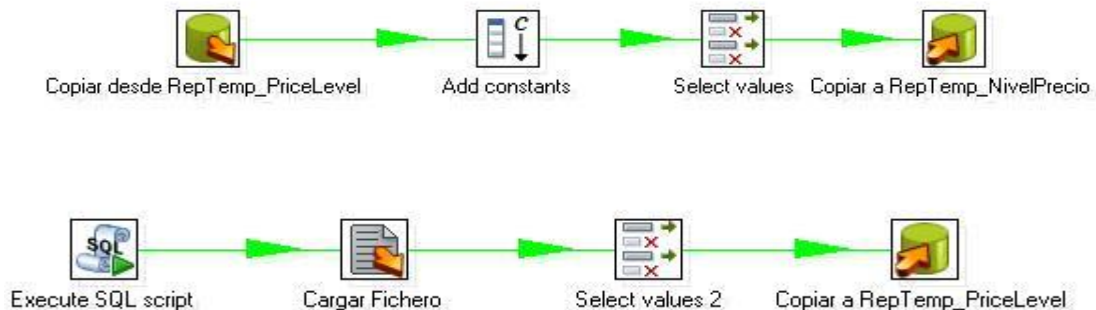 C
Copiar desde RepTemp_PriceLevel
Add constants
Select values
Copiar a RepTemp_NivelPrecio
SQL
Execute SQL script
Cargar Fichero
Select values 2
Copiar a RepTemp_PriceLevel